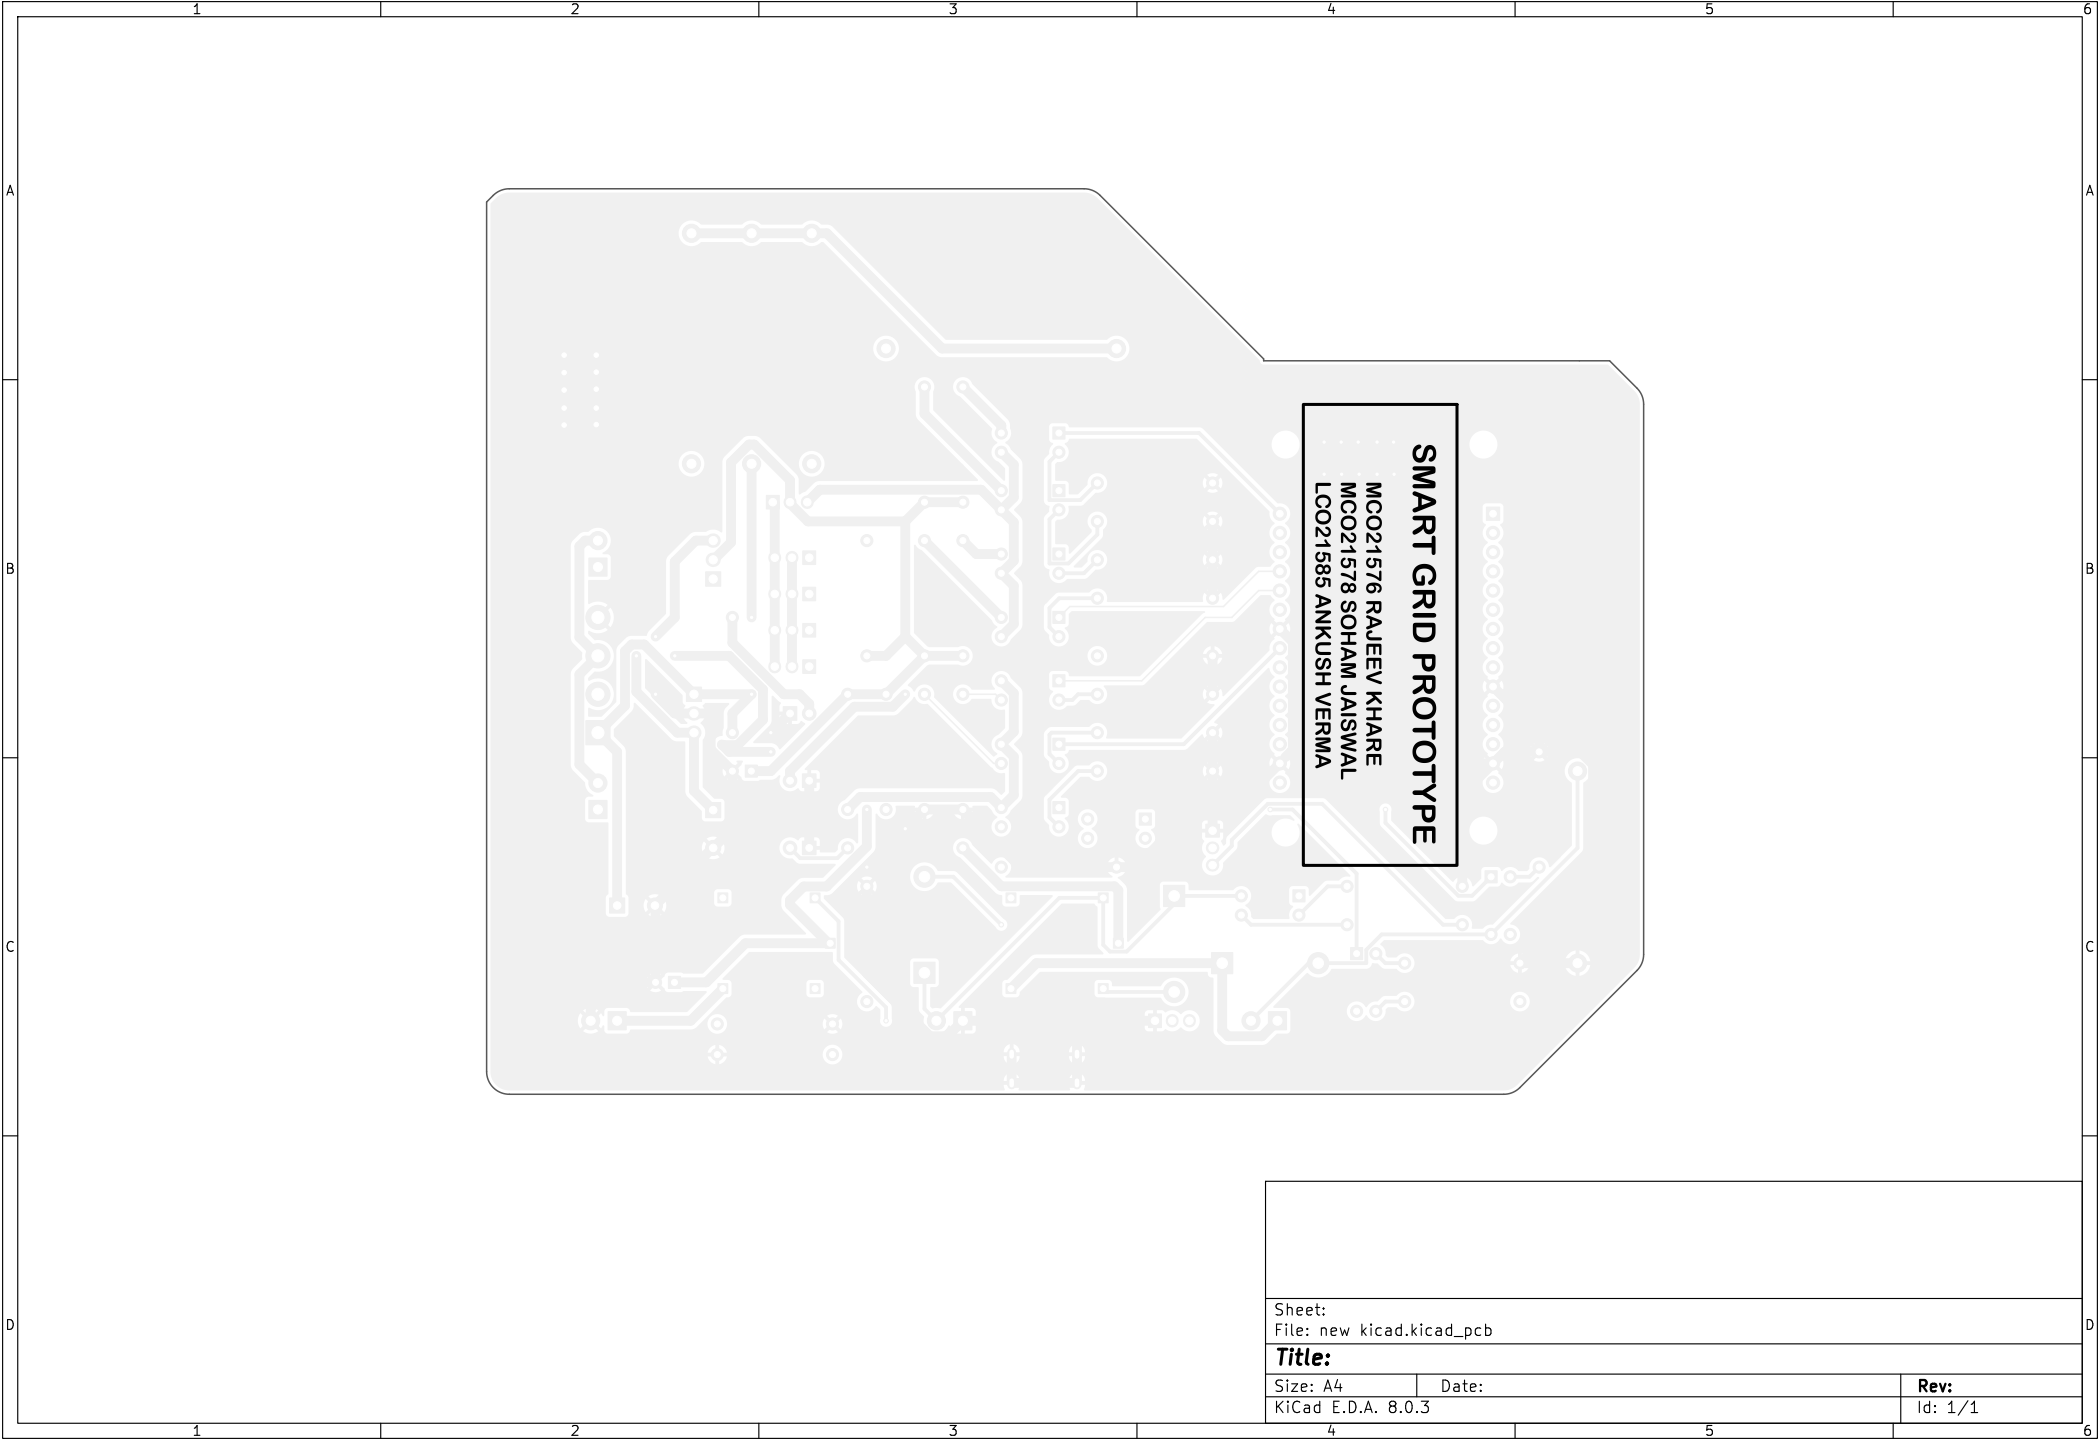 1 2 3 4 5 6
A A
B B
C C
D D
SMART GRID PROTOTYPE
MCO21576 RAJEEV KHARE
MCO21578 SOHAM JAISWAL
LCO21585 ANKUSH VERMA
Sheet:
File: new kicad.kicad_pcb
Title:
Size: A4 Date: Rev:
KiCad E.D.A. 8.0.3 Id: 1/1
1 2 3 4 5 6